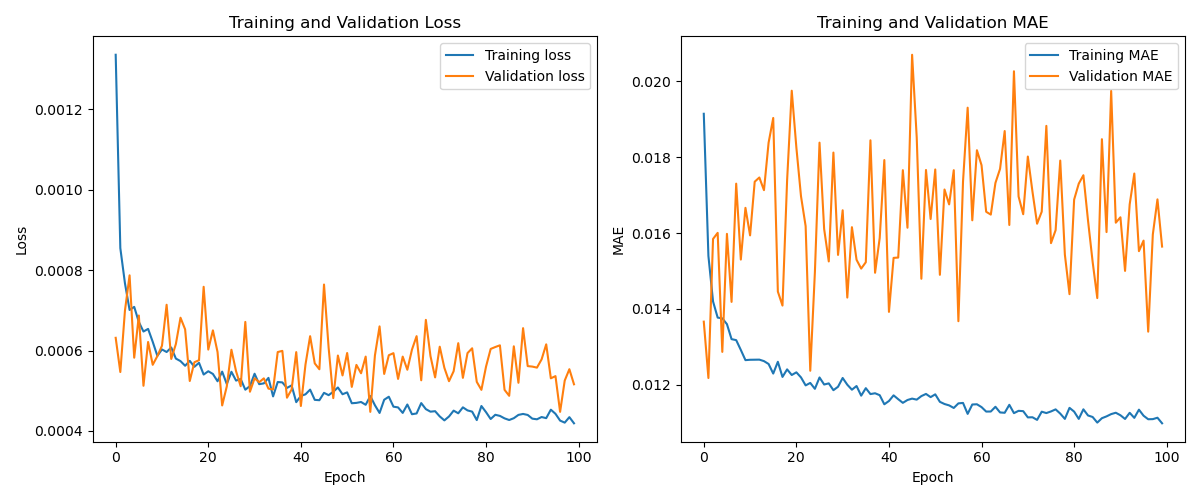 Training and Validation Loss
Training loss
Validation loss
0.0012
0.0010
0.0008
0.0006
0.0004
Loss
0 20 40 60 80 100
Epoch
Training and Validation MAE
Training MAE
Validation MAE
0.020
0.018
0.016
0.014
0.012
MAE
0 20 40 60 80 100
Epoch